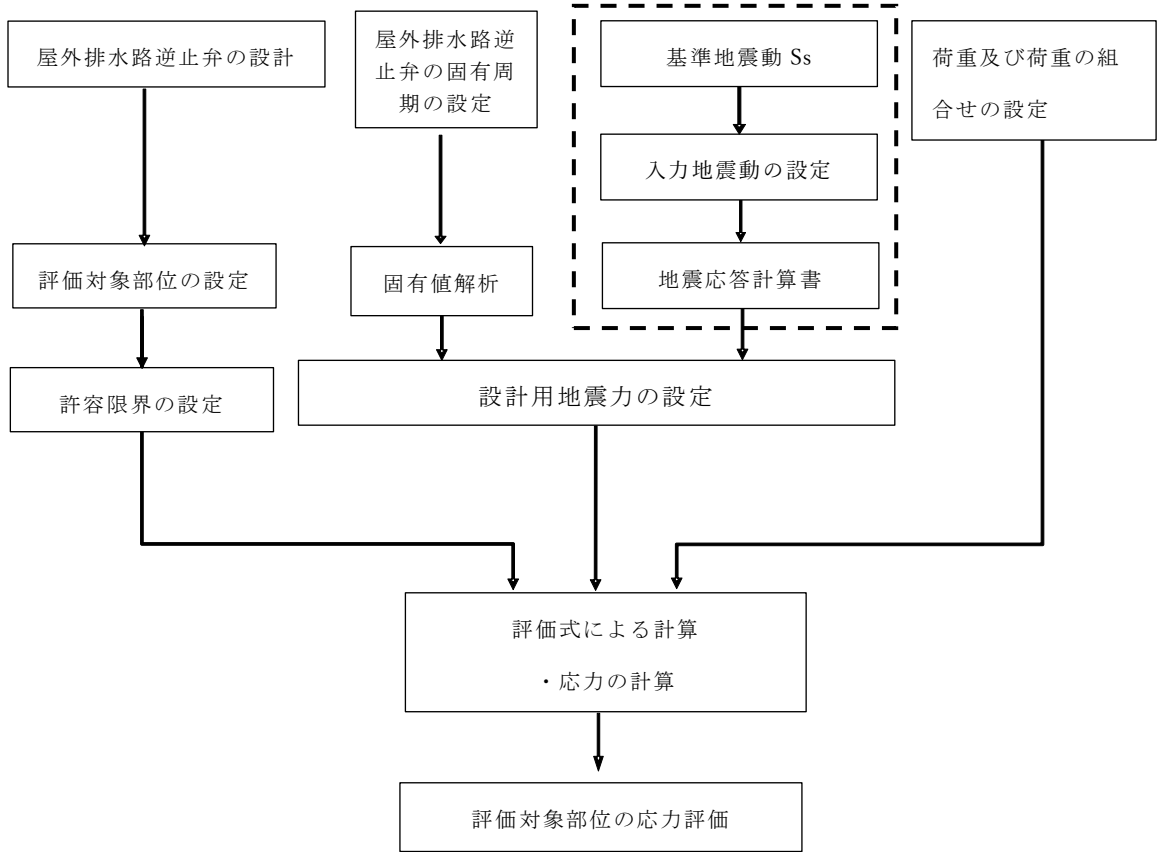 屋外排水路逆止弁の設計
屋外排水路逆
止弁の固有周
期の設定
基準地震動 Ss
荷重及び荷重の組
合せの設定
入力地震動の設定
評価対象部位の設定
固有値解析
地震応答計算書
許容限界の設定
設計用地震力の設定
評価式による計算
・応力の計算
評価対象部位の応力評価